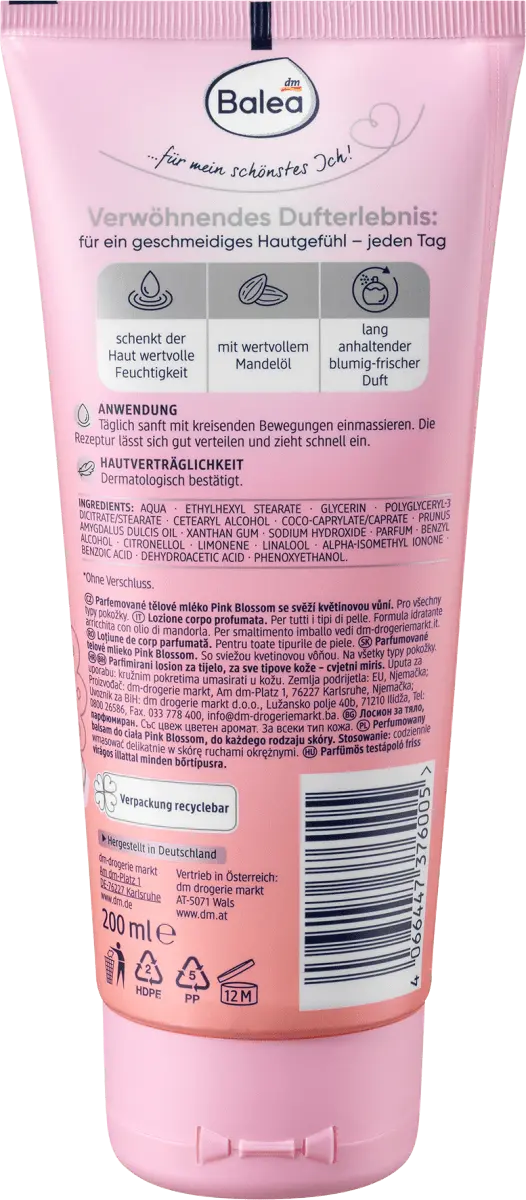 dm
Balea
...für mein schönstes Ich!
Verwöhnendes Dufterlebnis:
für ein geschmeidiges Hautgefühl – jeden Tag
schenkt der
Haut wertvolle
Feuchtigkeit
mit wertvollem
Mandelöl
lang
anhaltender
blumig-frischer
Duft
ANWENDUNG
Täglich sanft mit kreisenden Bewegungen einmassieren. Die
Rezeptur lässt sich gut verteilen und zieht schnell ein.
HAUTVERTRÄGLICHKEIT
Dermatologisch bestätigt.
INGREDIENTS: AQUA · ETHYLHEXYL STEARATE · GLYCERIN · POLYGLYCERYL-3
DICITRATE/STEARATE · CETEARYL ALCOHOL · COCO-CAPRYLATE/CAPRATE · PRUNUS
AMYGDALUS DULCIS OIL · XANTHAN GUM · SODIUM HYDROXIDE · PARFUM · BENZYL
ALCOHOL · CITRONELLOL · LIMONENE · LINALOOL · ALPHA-ISOMETHYL IONONE ·
BENZOIC ACID · DEHYDROACETIC ACID · PHENOXYETHANOL.
*Ohne Verschluss.
CZ Parfemované tělové mléko Pink Blossom se svěží květinovou vůní. Pro všechny
typy pokožky. IT Lozione corpo profumata. Per tutti i tipi di pelle. Formula idratante
arricchita con olio di mandorla. Per smaltimento imballo vedi dm-drogeriemarkt.it.
RO Loțiune de corp parfumată. Pentru toate tipurile de piele. SK Parfumované
telové mlieko Pink Blossom. So sviežou kvetinovou vôňou. Na všetky typy pokožky.
HR BIH Parfimirani losion za tijelo, za sve tipove kože – cvjetni miris. Uputa za
uporabu: kružnim pokretima umasirati u kožu. Zemlja podrijetla: EU, Njemačka;
Proizvođač: dm-drogerie markt, Am dm-Platz 1, 76227 Karlsruhe, Njemačka;
Uvoznik za BiH: dm drogerie markt d.o.o., Lužansko polje 40b, 71210 Ilidža, Tel:
0800 26586, Fax. 033 778 400, info@dm-drogeriemarkt.ba. BG Лосион за тяло,
парфюмиран. Със свеж цветен аромат. За всеки тип кожа. PL Perfumowany
balsam do ciała Pink Blossom, do każdego rodzaju skóry. Stosowanie: codziennie
wmasować delikatnie w skórę ruchami okrężnymi. HU Parfümös testápoló friss
virágos illattal minden bőrtípusra.
Verpackung recyclebar
Hergestellt in Deutschland
dm-drogerie markt
Am dm-Platz 1
DE-76227 Karlsruhe
www.dm.de
Vertrieb in Österreich:
dm drogerie markt
AT-5071 Wals
www.dm.at
200 ml e
2
HDPE
5
PP
12 M
4 066447 376005 >